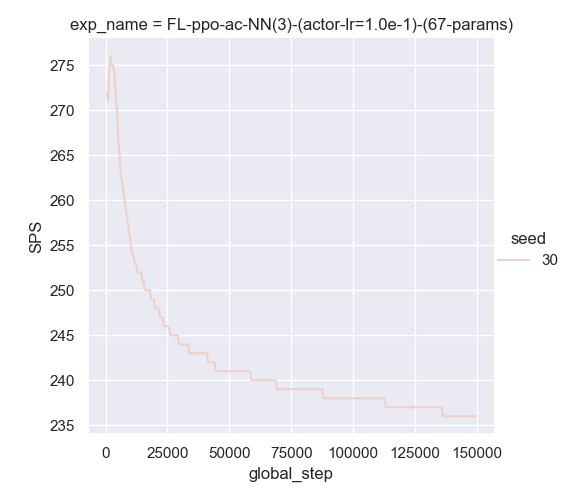 exp_name = FL-ppo-ac-NN(3)-(actor-lr=1.0e-1)-(67-params)
275
270
265
260
255
250
245
240
235
SPS
0 25000 50000 75000 100000 125000 150000
global_step
seed
30